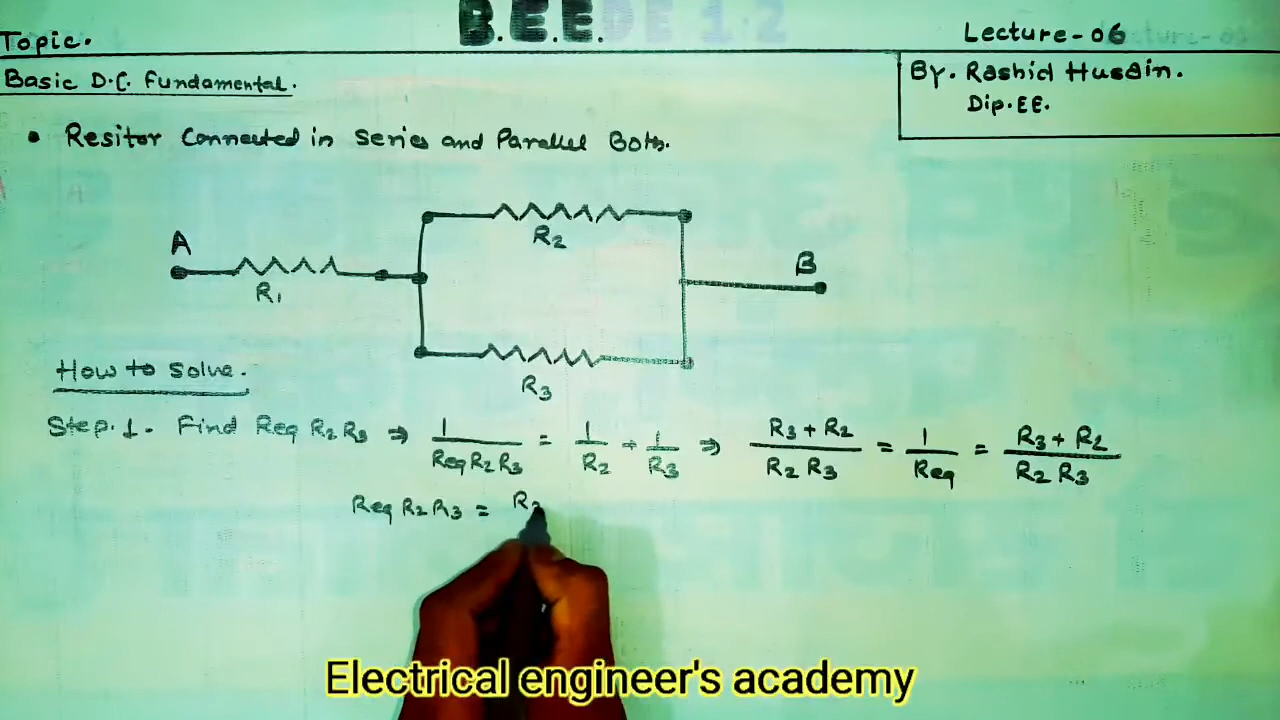 B.E.E.
Topic.
Lecture-06
Basic D.C. Fundamental.
By. Rashid Husain.
Dip.EE.
• Resitor Connected in Series and Parallel Both.
A
R1
R2
B
R3
How to Solve.
Step.1. Find Req R2 R3 ⇒ 1/Req R2 R3 = 1/R2 + 1/R3 ⇒ R3 + R2/R2 R3 = 1/Req = R3 + R2/R2 R3
Req R2 R3 = R2
Electrical engineer's academy